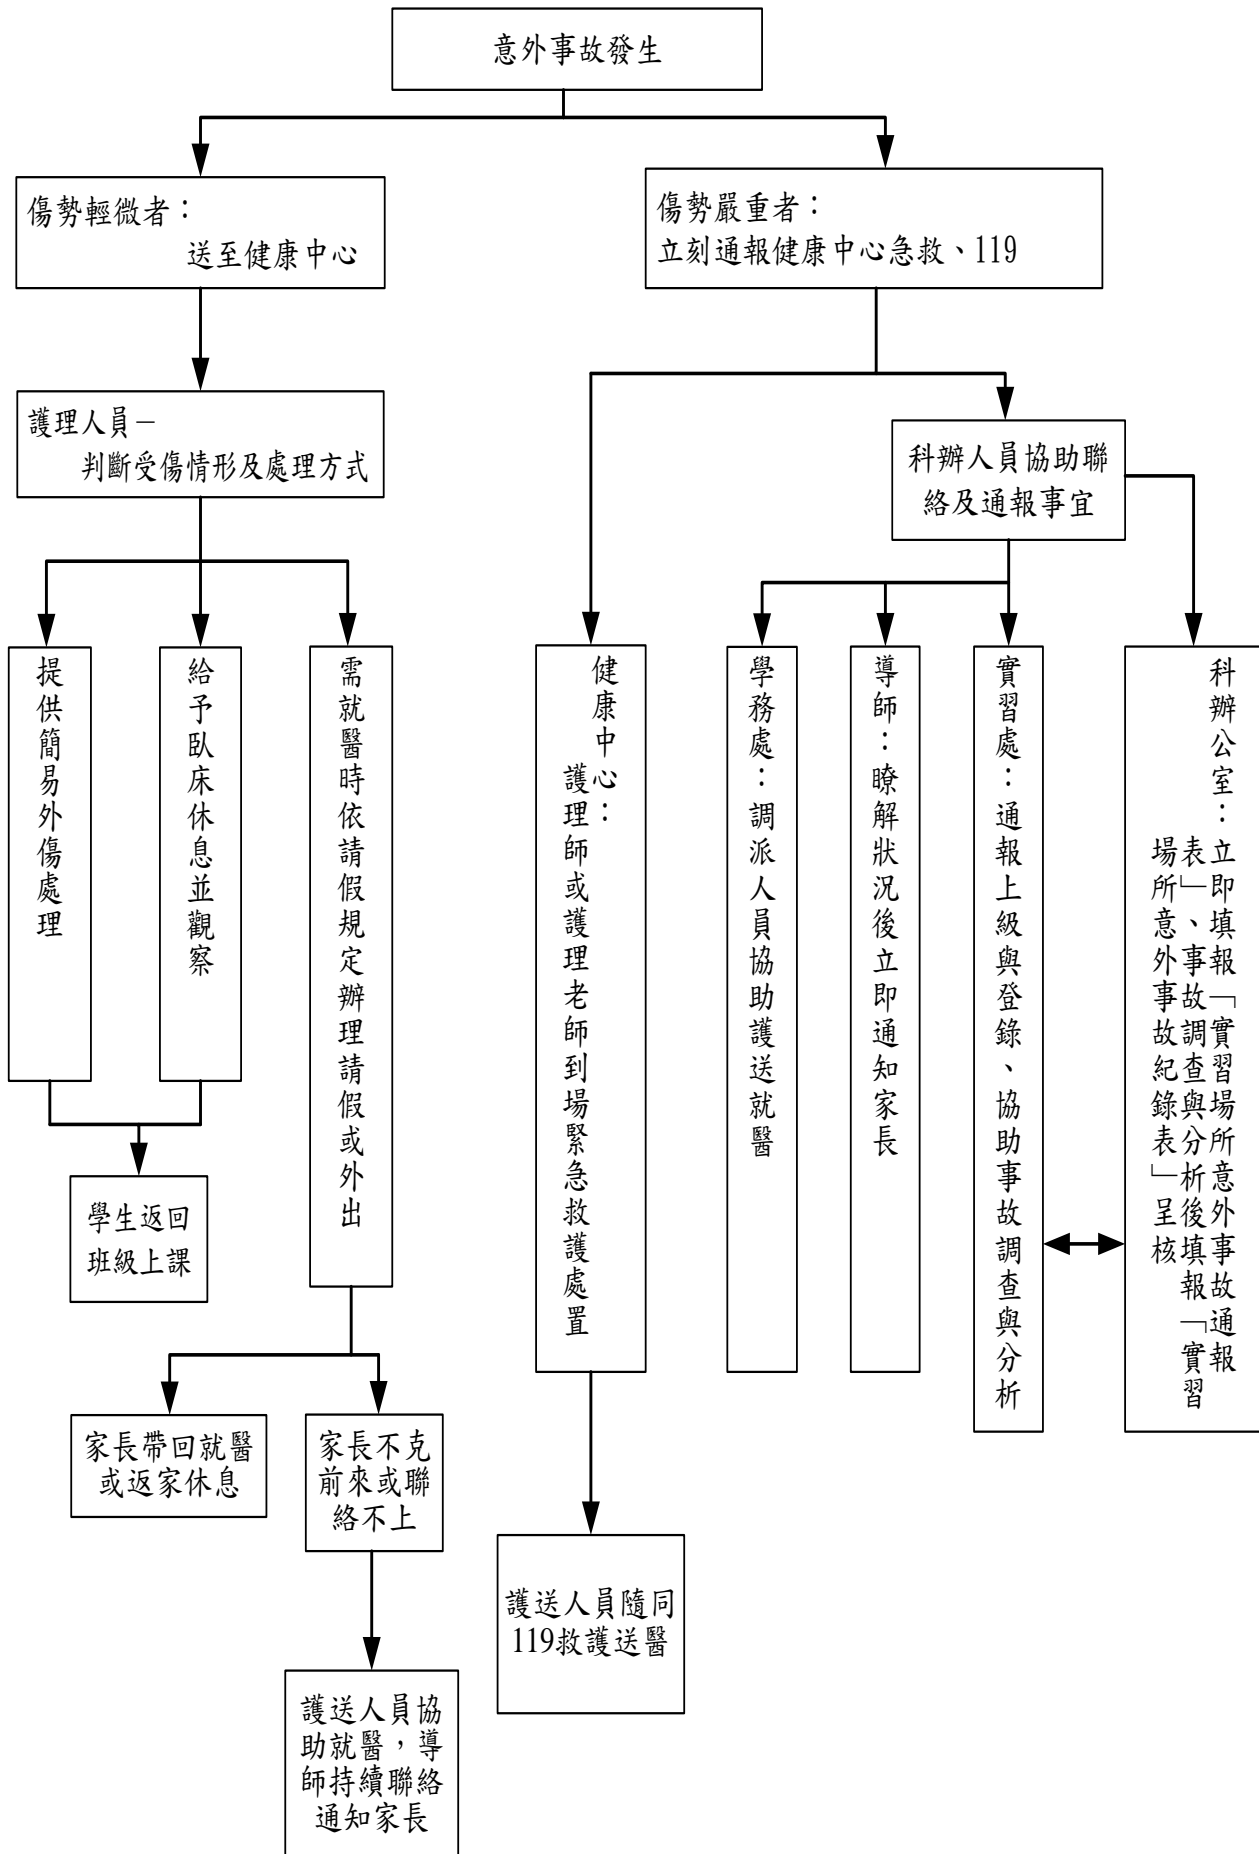 意外事故發生
傷勢輕微者：
送至健康中心
傷勢嚴重者：
立刻通報健康中心急救、119
護理人員－
判斷受傷情形及處理方式
科辦人員協助聯
絡及通報事宜
提供簡易外傷處理
給予臥床休息並觀察
需就醫時依請假規定辦理請假或外出
健康中心：
護理師或護理老師到場緊急救護處置
學務處：調派人員協助護送就醫
導師：瞭解狀況後立即通知家長
實習處：通報上級與登錄、協助事故調查與分析
科辦公室：立即填報「實習場所意外事故通報
表」、事故調查與分析後填報「實習
場所意外事故紀錄表」呈核
學生返回
班級上課
家長帶回就醫
或返家休息
家長不克
前來或聯
絡不上
護送人員隨同
119救護送醫
護送人員協
助就醫，導
師持續聯絡
通知家長